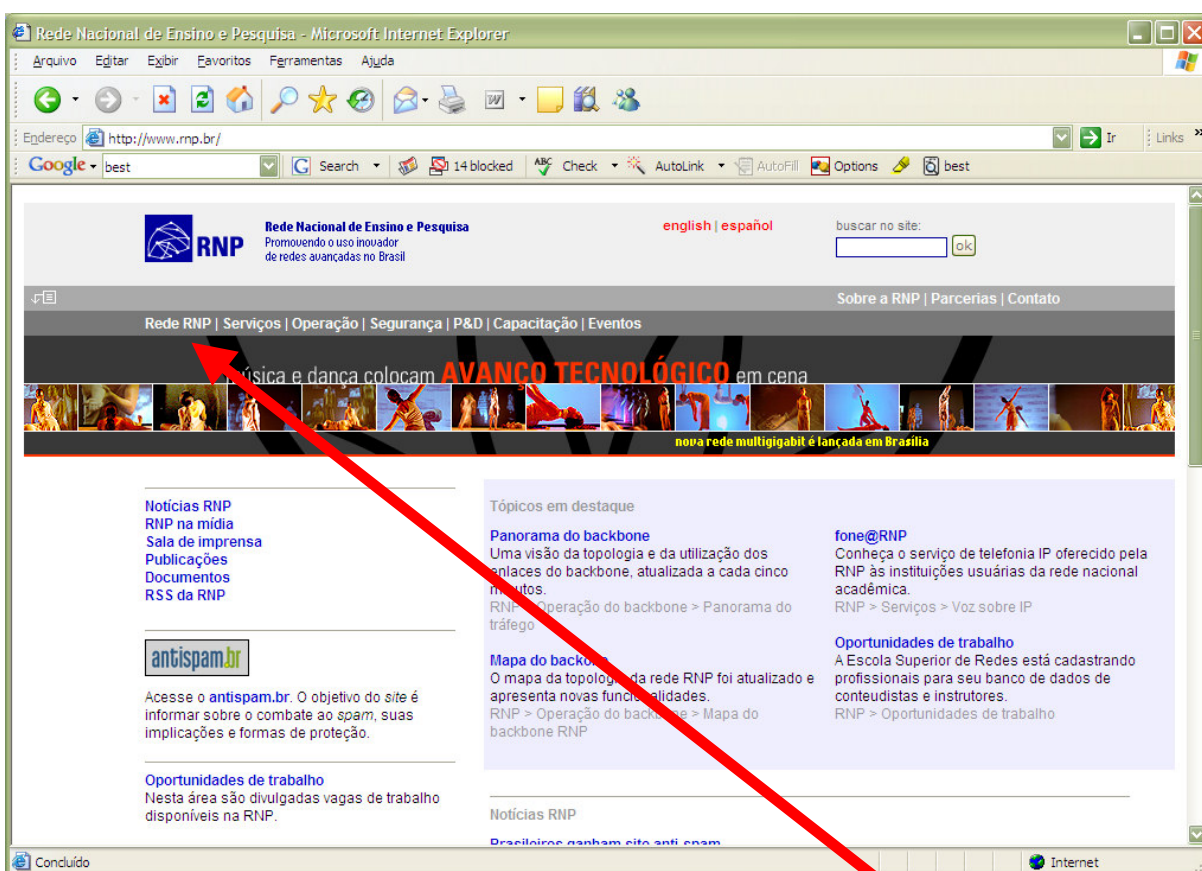 Rede Nacional de Ensino e Pesquisa - Microsoft Internet Explorer
Arquivo Editar Exibir Favoritos Ferramentas Ajuda
Endereço http://www.rnp.br/ Ir Links »
Google best Search 14 blocked ABC Check AutoLink AutoFill Options best
RNP
Rede Nacional de Ensino e Pesquisa
Promovendo o uso inovador
de redes avançadas no Brasil
english | español
buscar no site:
ok
Sobre a RNP | Parcerias | Contato
Rede RNP | Serviços | Operação | Segurança | P&D | Capacitação | Eventos
e dança colocam AVANÇO TECNOLÓGICO em cena
nova rede multigigabit é lançada em Brasília
Notícias RNP
RNP na mídia
Sala de imprensa
Publicações
Documentos
RSS da RNP
antispam.br
Acesse o antispam.br. O objetivo do site é
informar sobre o combate ao spam, suas
implicações e formas de proteção.
Oportunidades de trabalho
Nesta área são divulgadas vagas de trabalho
disponíveis na RNP.
Tópicos em destaque
Panorama do backbone
Uma visão da topologia e da utilização dos
enlaces do backbone, atualizada a cada cinco
minutos.
RNP > Operação do backbone > Panorama do
tráfego
Mapa do backbone
O mapa da topologia da rede RNP foi atualizado e
apresenta novas funcionalidades.
RNP > Operação do backbone > Mapa do
backbone RNP
fone@RNP
Conheça o serviço de telefonia IP oferecido pela
RNP às instituições usuárias da rede nacional
acadêmica.
RNP > Serviços > Voz sobre IP
Oportunidades de trabalho
A Escola Superior de Redes está cadastrando
profissionais para seu banco de dados de
conteudistas e instrutores.
RNP > Oportunidades de trabalho
Notícias RNP
Brasileiros ganham site anti-spam
Concluído
Internet